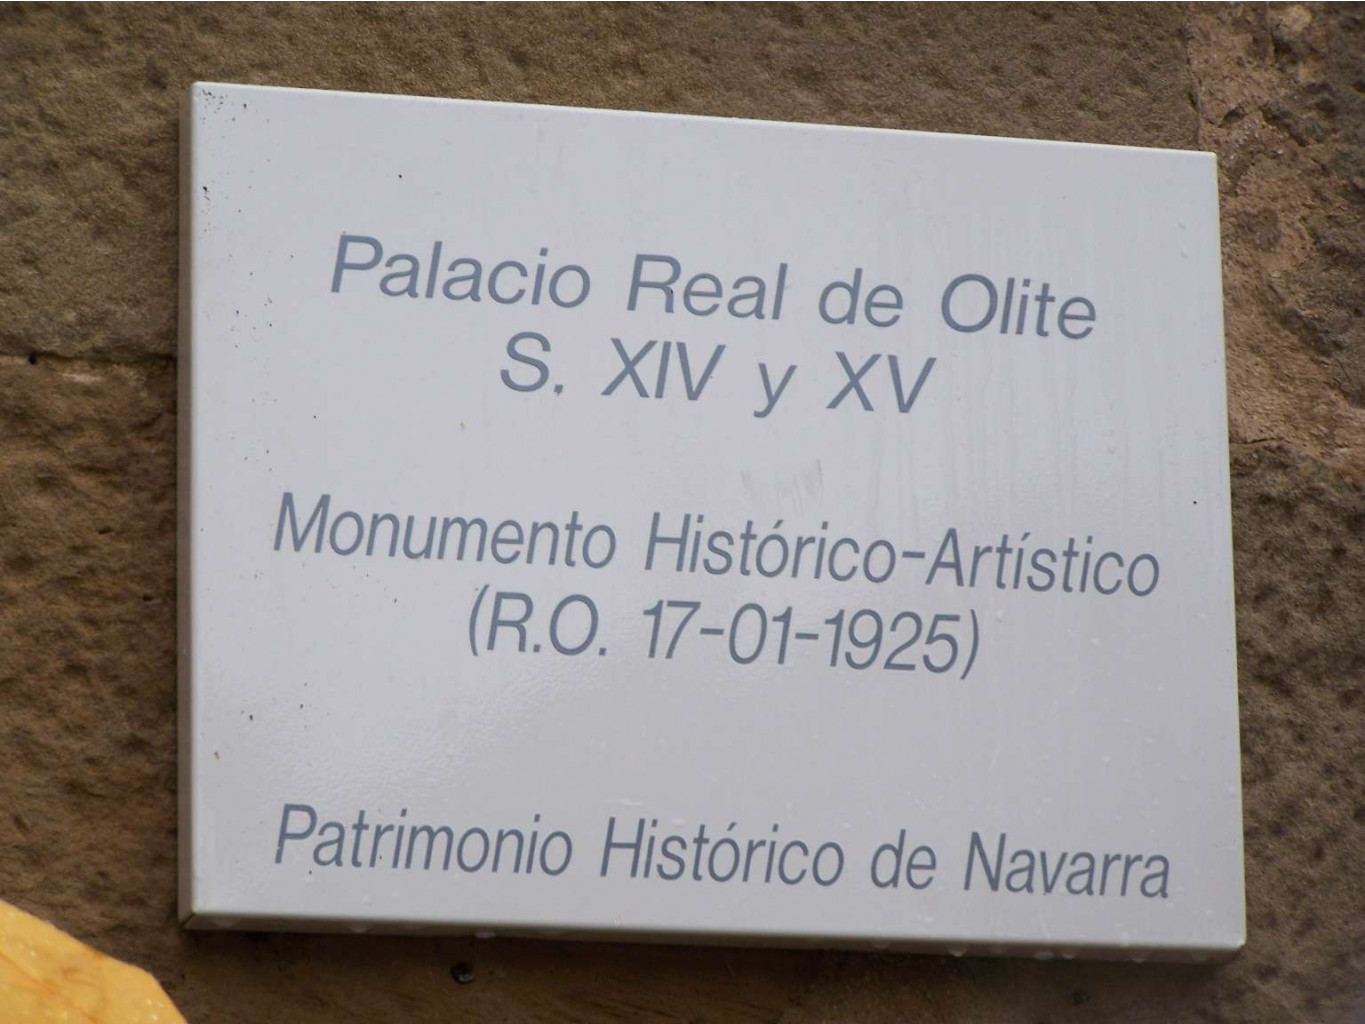 Palacio Real de Olite
S. XIV y XV
Monumento Histórico-Artístico
(R.O. 17-01-1925)
Patrimonio Histórico de Navarra